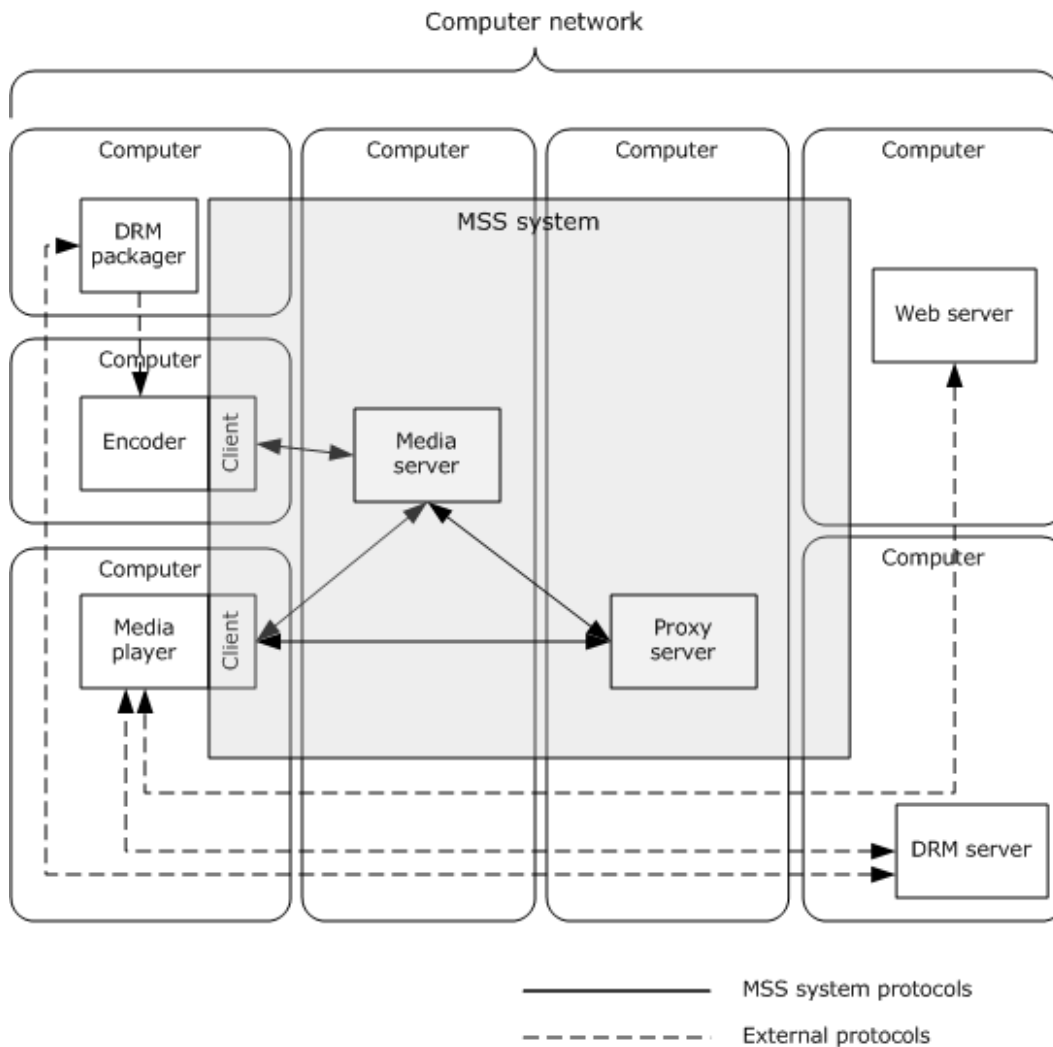 Computer network
Computer
Computer
Computer
Computer
DRM
packager
MSS system
Web server
Computer
Encoder
Client
Media
server
Computer
Computer
Media
player
Client
Proxy
server
DRM server
MSS system protocols
External protocols